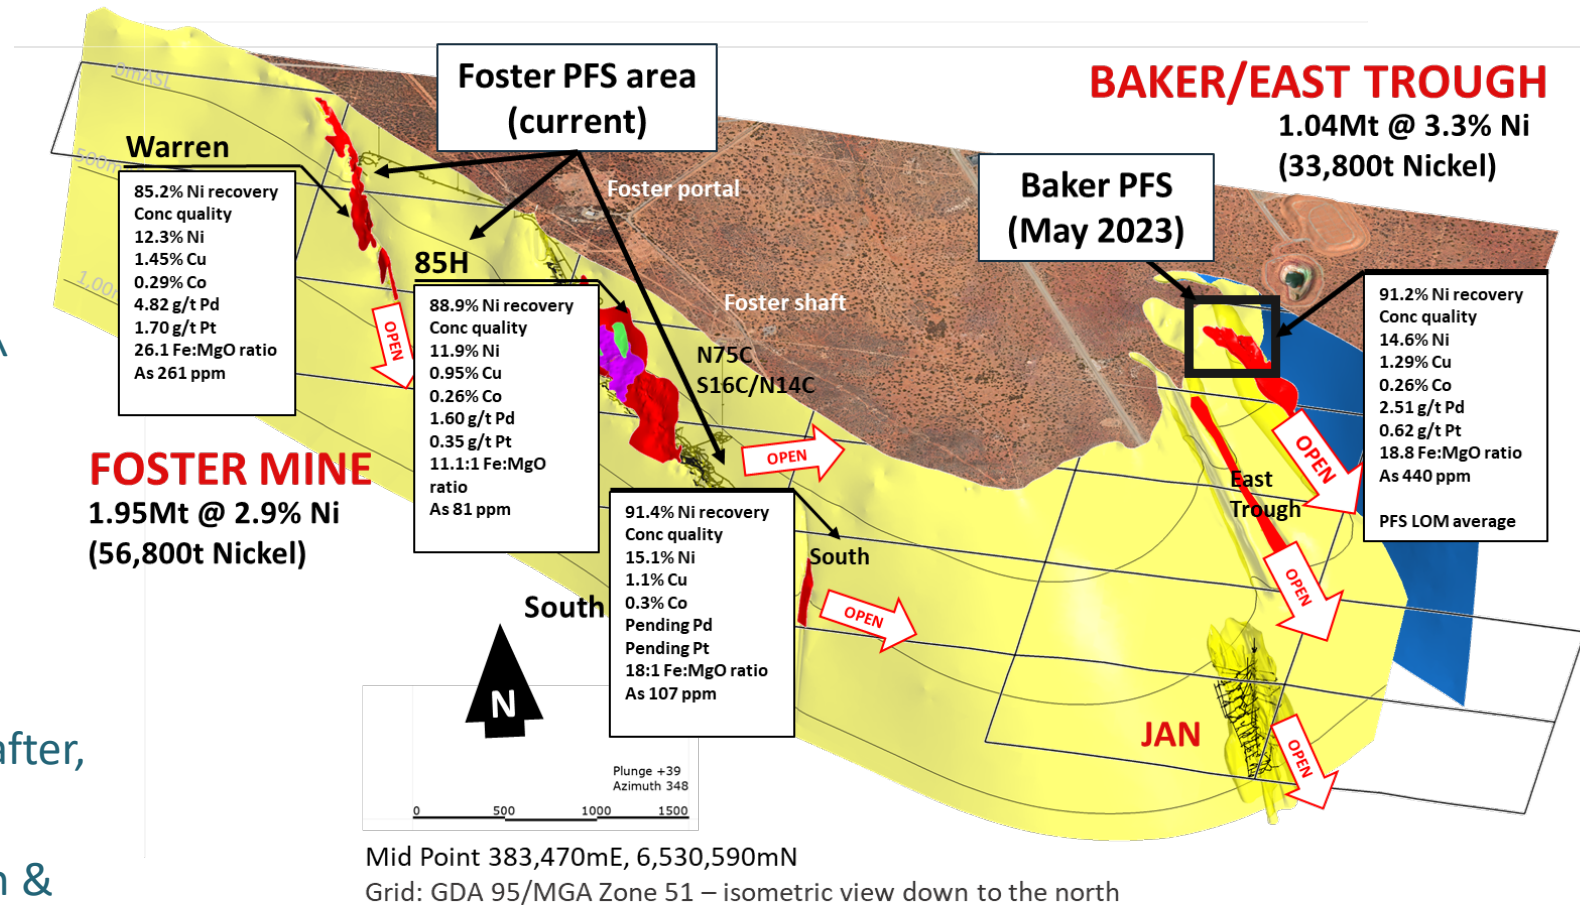 Foster PFS area
(current)
BAKER/EAST TROUGH
1.04Mt @ 3.3% Ni
(33,800t Nickel)
0mASL
Warren
85.2% Ni recovery
Conc quality
12.3% Ni
1.45% Cu
0.29% Co
4.82 g/t Pd
1.70 g/t Pt
26.1 Fe:MgO ratio
As 261 ppm
OPEN
Foster portal
Baker PFS
(May 2023)
85H
88.9% Ni recovery
Conc quality
11.9% Ni
0.95% Cu
0.26% Co
1.60 g/t Pd
0.35 g/t Pt
11.1:1 Fe:MgO
ratio
As 81 ppm
Foster shaft
N75C
S16C/N14C
OPEN
91.2% Ni recovery
Conc quality
14.6% Ni
1.29% Cu
0.26% Co
2.51 g/t Pd
0.62 g/t Pt
18.8 Fe:MgO ratio
As 440 ppm
PFS LOM average
OPEN
East
Trough
OPEN
FOSTER MINE
1.95Mt @ 2.9% Ni
(56,800t Nickel)
South
91.4% Ni recovery
Conc quality
15.1% Ni
1.1% Cu
0.3% Co
Pending Pd
Pending Pt
18:1 Fe:MgO ratio
As 107 ppm
South
OPEN
JAN
OPEN
N
Plunge +39
Azimuth 348
0 500 1000 1500
after,
&
Mid Point 383,470mE, 6,530,590mN
Grid: GDA 95/MGA Zone 51 – isometric view down to the north